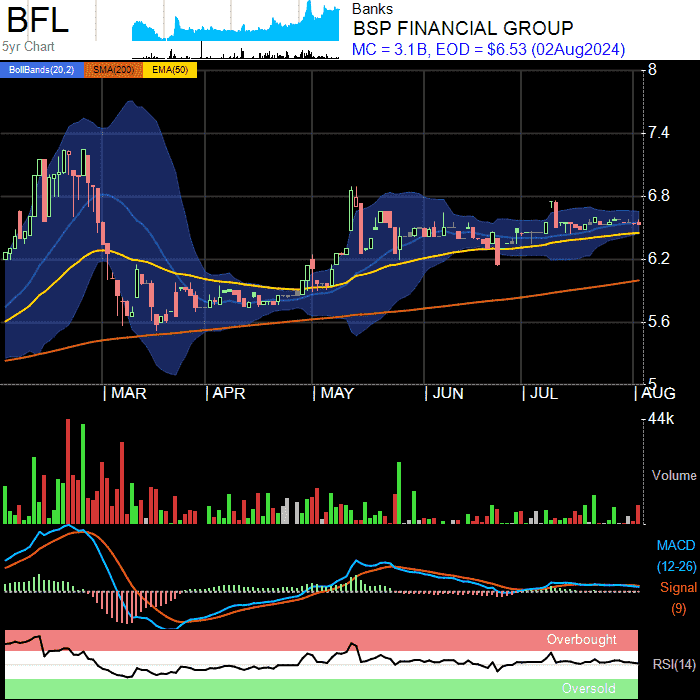 BFL
5yr Chart
Banks
BSP FINANCIAL GROUP
MC = 3.1B, EOD = $6.53 (02Aug2024)
BollBands(20,2) SMA(200) EMA(50)
8
7.4
6.8
6.2
5.6
5
| MAR | APR | MAY | JUN | JUL | AUG
44k
Volume
MACD
(12-26)
Signal
(9)
Overbought
RSI(14)
Oversold